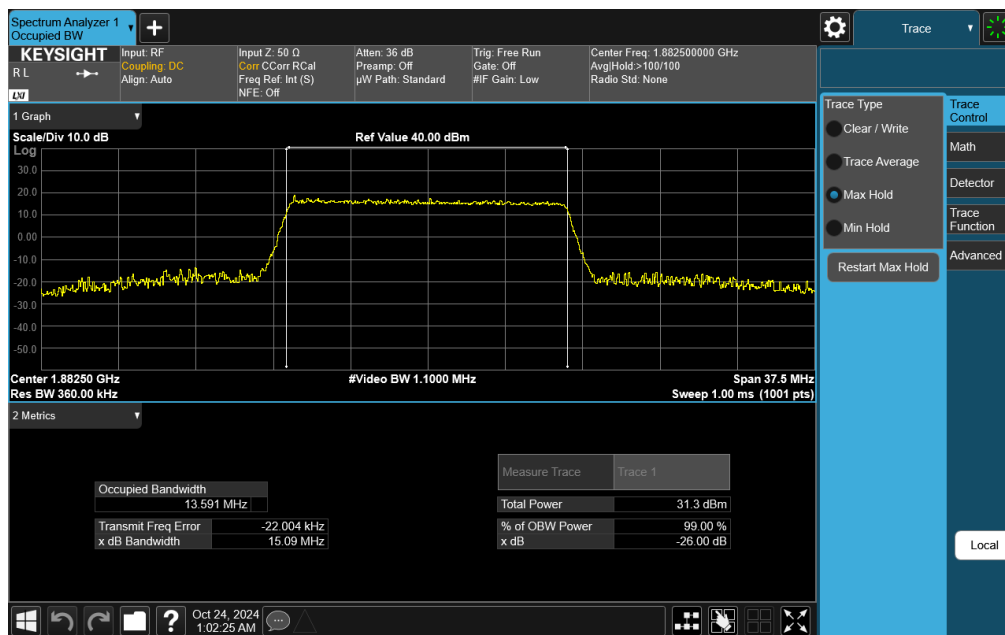 Spectrum Analyzer 1
Occupied BW
Trace
KEYSIGHT
R L
LXI
Input: RF
Coupling: DC
Align: Auto
Input Z: 50 Ω
Corr CCorr RCal
Freq Ref: Int (S)
NFE: Off
Atten: 36 dB
Preamp: Off
µW Path: Standard
Trig: Free Run
Gate: Off
#IF Gain: Low
Center Freq: 1.882500000 GHz
Avg|Hold:>100/100
Radio Std: None
1 Graph
Scale/Div 10.0 dB
Ref Value 40.00 dBm
Log
30.0
20.0
10.0
0.00
-10.0
-20.0
-30.0
-40.0
-50.0
Center 1.88250 GHz
#Video BW 1.1000 MHz
Span 37.5 MHz
Res BW 360.00 kHz
Sweep 1.00 ms (1001 pts)
2 Metrics
Measure Trace Trace 1
Occupied Bandwidth
13.591 MHz
Total Power 31.3 dBm
Transmit Freq Error -22.004 kHz
% of OBW Power 99.00 %
x dB Bandwidth 15.09 MHz
x dB -26.00 dB
Trace Type
Clear / Write
Trace Average
Max Hold
Min Hold
Restart Max Hold
Trace
Control
Math
Detector
Trace
Function
Advanced
Local
?
Oct 24, 2024
1:02:25 AM